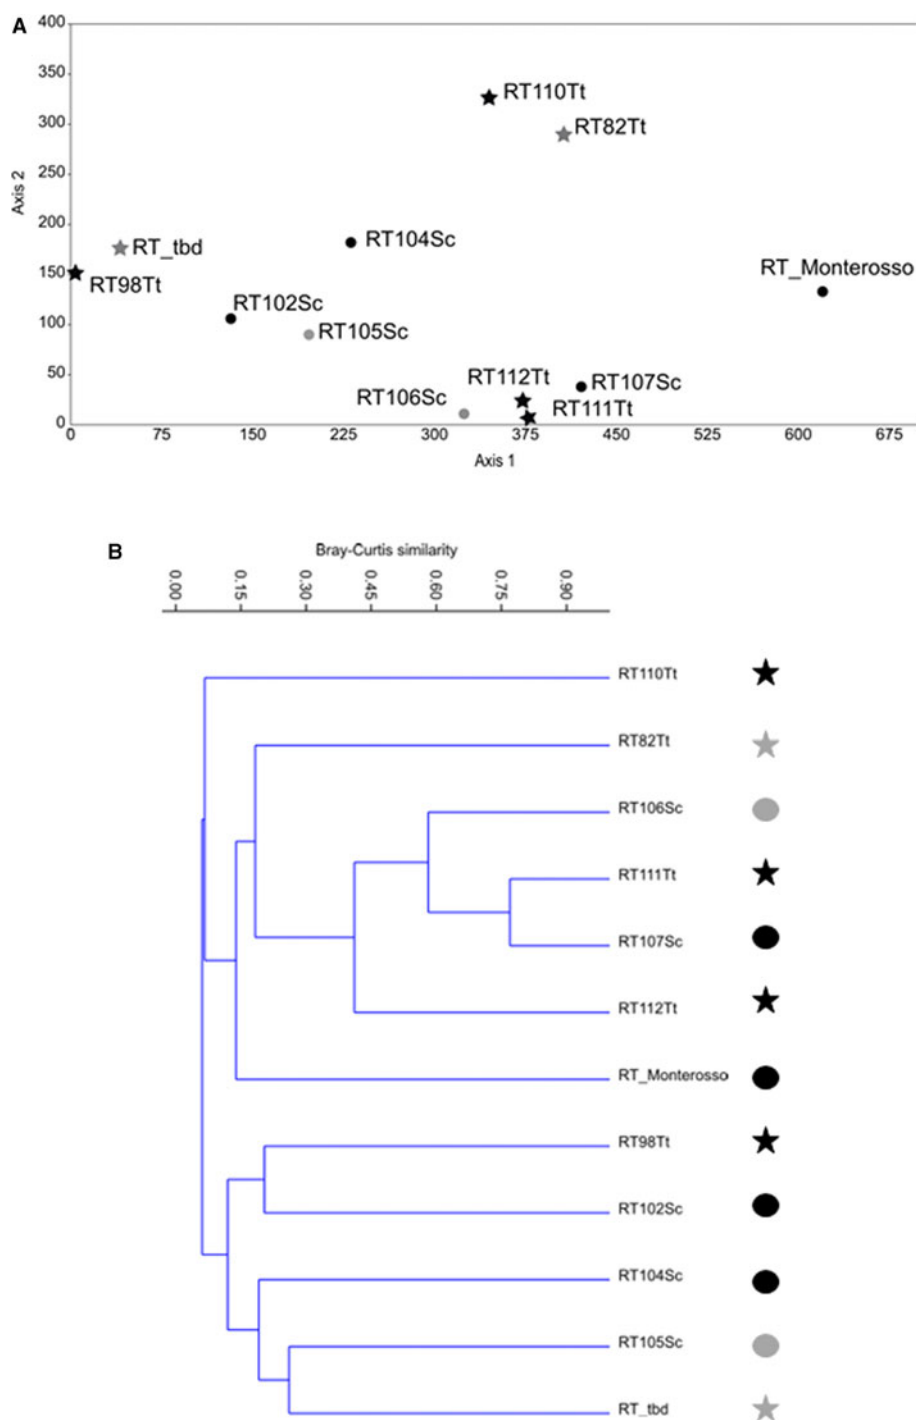 A
400
350
RT110Tt
300
RT82Tt
250
Axis 2
200
RT104Sc
RT_tbd
RT_Monterosso
150
RT98Tt
RT102Sc
100
RT105Sc
50
RT112Tt
RT107Sc
RT106Sc
RT111Tt
0
0 75 150 225 300 375 450 525 600 675
Axis 1
B
Bray-Curtis similarity
0.00 0.15 0.30 0.45 0.60 0.75 0.90
RT110Tt
RT82Tt
RT106Sc
RT111Tt
RT107Sc
RT112Tt
RT_Monterosso
RT98Tt
RT102Sc
RT104Sc
RT105Sc
RT_tbd